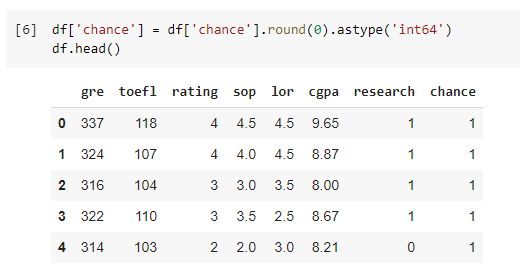 [6] df['chance'] = df['chance'].round(0).astype('int64')
df.head()
gre toefl rating sop lor cgpa research chance
0 337 118 4 4.5 4.5 9.65 1 1
1 324 107 4 4.0 4.5 8.87 1 1
2 316 104 3 3.0 3.5 8.00 1 1
3 322 110 3 3.5 2.5 8.67 1 1
4 314 103 2 2.0 3.0 8.21 0 1